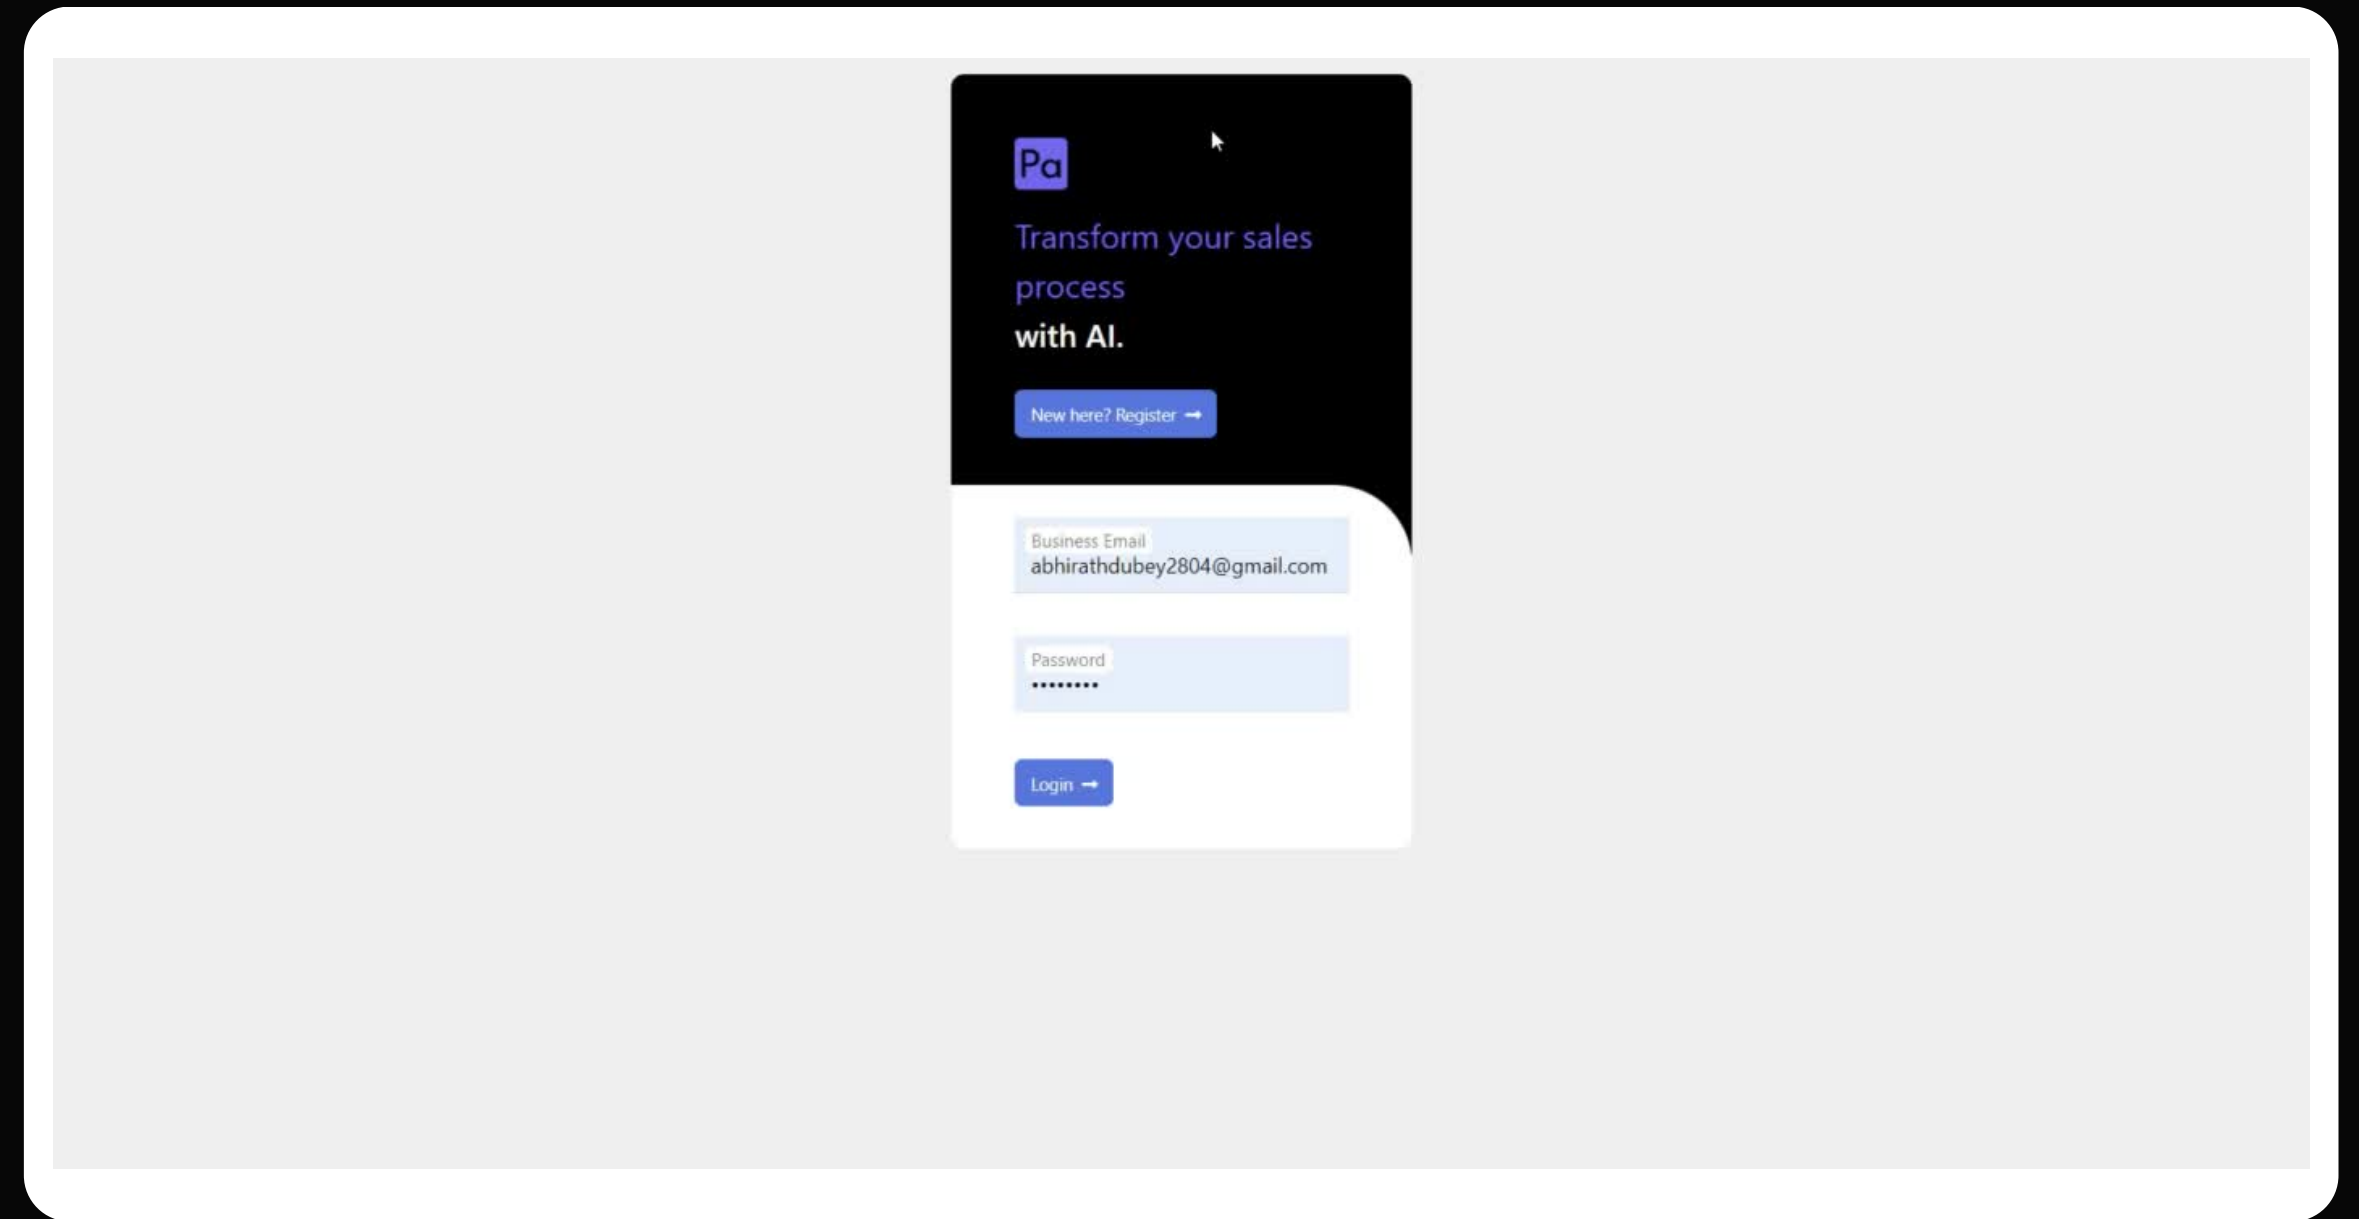 Pa
Transform your sales
process
with AI.
New here? Register →
Business Email
abhirathdubey2804@gmail.com
Password
••••••••
Login →